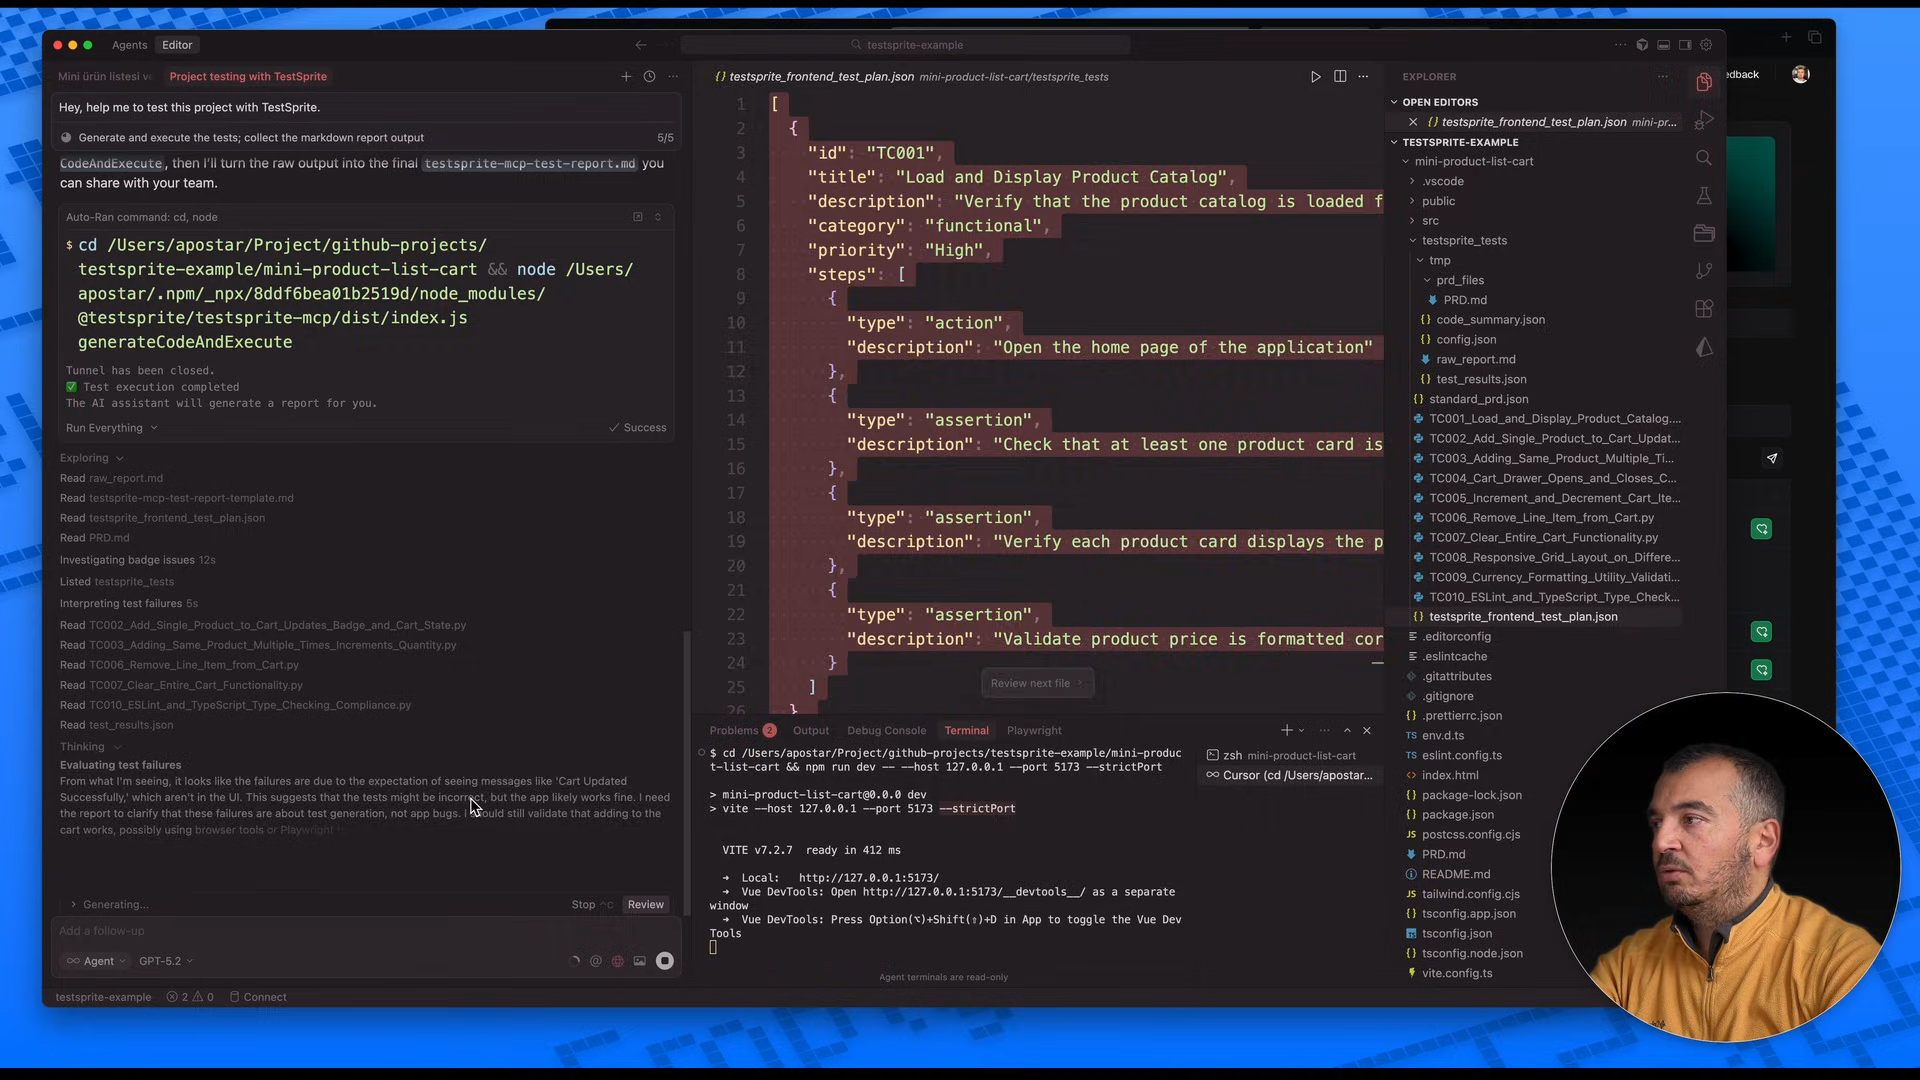 Agents Editor
testsprite-example
Mini ürün listesi ve
Project testing with TestSprite
Hey, help me to test this project with TestSprite.
Generate and execute the tests; collect the markdown report output 5/5
CodeAndExecute, then I'll turn the raw output into the final testsprite-mcp-test-report.md you
can share with your team.
Auto-Ran command: cd, node
$ cd /Users/apostar/Project/github-projects/
testsprite-example/mini-product-list-cart && node /Users/
apostar/.npm/_npx/8ddf6bea01b2519d/node_modules/
@testsprite/testsprite-mcp/dist/index.js
generateCodeAndExecute
Tunnel has been closed.
✅ Test execution completed
The AI assistant will generate a report for you.
Run Everything
✓ Success
Exploring
Read raw_report.md
Read testsprite-mcp-test-report-template.md
Read testsprite_frontend_test_plan.json
Read PRD.md
Investigating badge issues 12s
Listed testsprite_tests
Interpreting test failures 5s
Read TC002_Add_Single_Product_to_Cart_Updates_Badge_and_Cart_State.py
Read TC003_Adding_Same_Product_Multiple_Times_Increments_Quantity.py
Read TC006_Remove_Line_Item_from_Cart.py
Read TC007_Clear_Entire_Cart_Functionality.py
Read TC010_ESLint_and_TypeScript_Type_Checking_Compliance.py
Read test_results.json
Thinking
Evaluating test failures
From what I'm seeing, it looks like the failures are due to the expectation of seeing messages like 'Cart Updated
Successfully,' which aren't in the UI. This suggests that the tests might be incorrect, but the app likely works fine. I need
the report to clarify that these failures are about test generation, not app bugs. I should still validate that adding to the
cart works, possibly using browser tools or Playwright
Generating...
Stop ^C Review
Add a follow-up
Agent GPT-5.2
testsprite-example 2 0 Connect
{} testsprite_frontend_test_plan.json mini-product-list-cart/testsprite_tests
1 [
2 {
3 "id": "TC001",
4 "title": "Load and Display Product Catalog",
5 "description": "Verify that the product catalog is loaded f
6 "category": "functional",
7 "priority": "High",
8 "steps": [
9 {
10 "type": "action",
11 "description": "Open the home page of the application"
12 },
13 {
14 "type": "assertion",
15 "description": "Check that at least one product card is
16 },
17 {
18 "type": "assertion",
19 "description": "Verify each product card displays the p
20 },
21 {
22 "type": "assertion",
23 "description": "Validate product price is formatted cor
24 }
25 ]
26 }
Review next file
Problems 2 Output Debug Console Terminal Playwright
$ cd /Users/apostar/Project/github-projects/testsprite-example/mini-produc
t-list-cart && npm run dev -- --host 127.0.0.1 --port 5173 --strictPort
> mini-product-list-cart@0.0.0 dev
> vite --host 127.0.0.1 --port 5173 --strictPort
VITE v7.2.7 ready in 412 ms
➜ Local: http://127.0.0.1:5173/
➜ Vue DevTools: Open http://127.0.0.1:5173/__devtools__/ as a separate
window
➜ Vue DevTools: Press Option(⌥)+Shift(⇧)+D in App to toggle the Vue Dev
Tools
zsh mini-product-list-cart
Cursor (cd /Users/apostar...
Agent terminals are read-only
EXPLORER
OPEN EDITORS
{} testsprite_frontend_test_plan.json mini-pr...
TESTSPRITE-EXAMPLE
mini-product-list-cart
.vscode
public
src
testsprite_tests
tmp
prd_files
PRD.md
{} code_summary.json
{} config.json
raw_report.md
{} test_results.json
{} standard_prd.json
TC001_Load_and_Display_Product_Catalog....
TC002_Add_Single_Product_to_Cart_Updat...
TC003_Adding_Same_Product_Multiple_Ti...
TC004_Cart_Drawer_Opens_and_Closes_C...
TC005_Increment_and_Decrement_Cart_Ite...
TC006_Remove_Line_Item_from_Cart.py
TC007_Clear_Entire_Cart_Functionality.py
TC008_Responsive_Grid_Layout_on_Differe...
TC009_Currency_Formatting_Utility_Validati...
TC010_ESLint_and_TypeScript_Type_Check...
{} testsprite_frontend_test_plan.json
.editorconfig
.eslintcache
.gitattributes
.gitignore
{} .prettierrc.json
TS env.d.ts
TS eslint.config.ts
<> index.html
{} package-lock.json
{} package.json
JS postcss.config.cjs
PRD.md
README.md
JS tailwind.config.cjs
{} tsconfig.app.json
tsconfig.json
{} tsconfig.node.json
vite.config.ts
edback